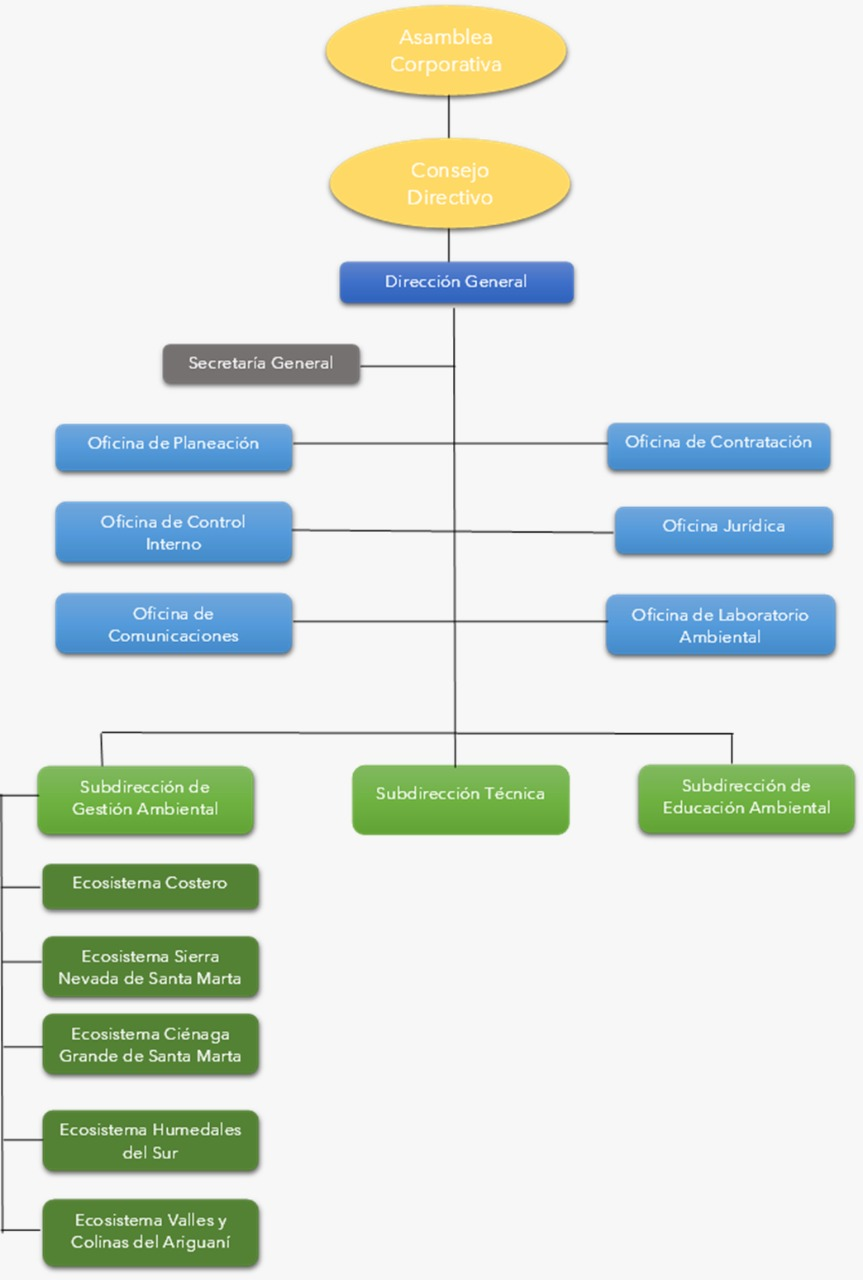 Asamblea
Corporativa
Consejo
Directivo
Dirección General
Secretaría General
Oficina de Planeación
Oficina de Contratación
Oficina de Control
Interno
Oficina Jurídica
Oficina de
Comunicaciones
Oficina de Laboratorio
Ambiental
Subdirección de
Gestión Ambiental
Subdirección Técnica
Subdirección de
Educación Ambiental
Ecosistema Costero
Ecosistema Sierra
Nevada de Santa Marta
Ecosistema Ciénaga
Grande de Santa Marta
Ecosistema Humedales
del Sur
Ecosistema Valles y
Colinas del Ariguaní